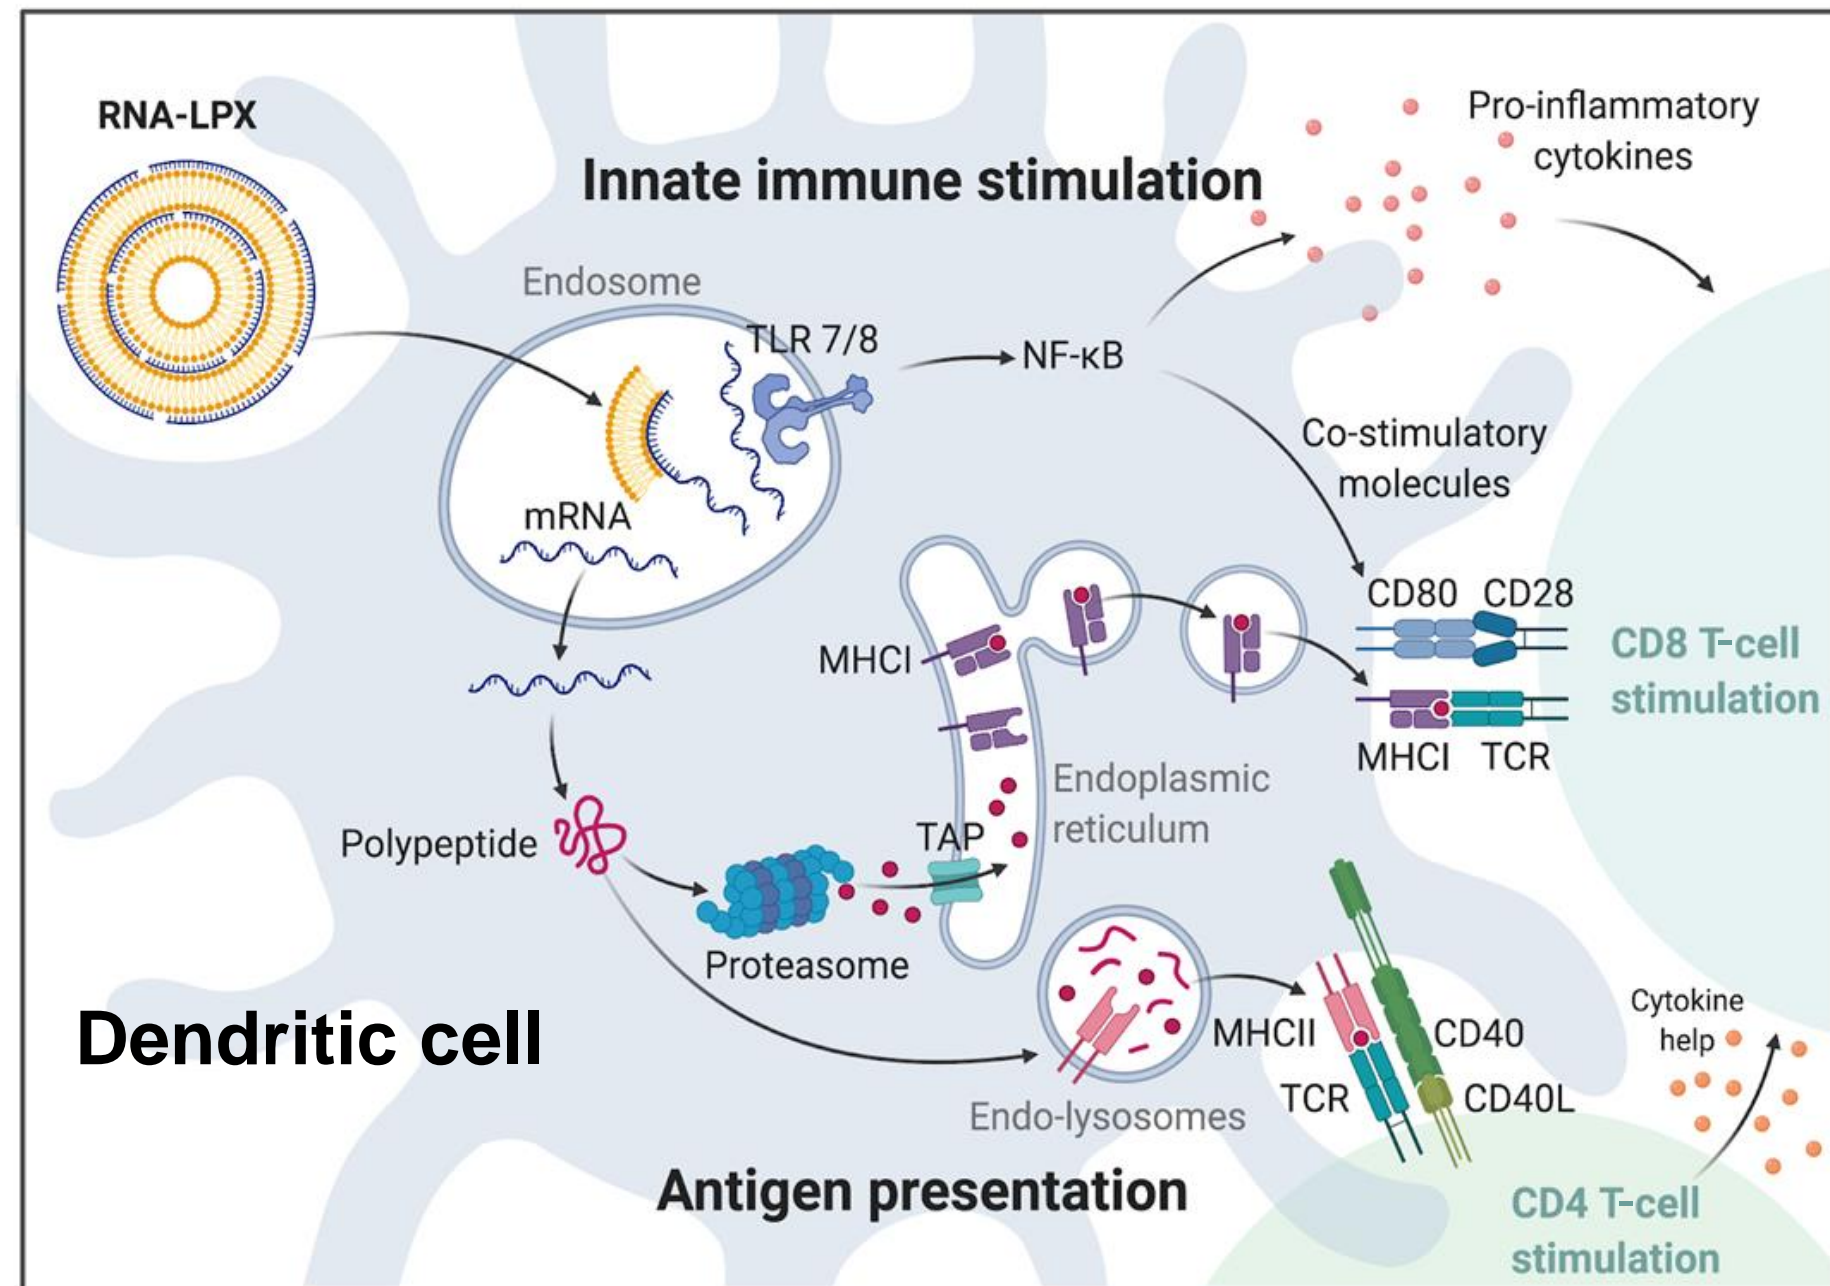 RNA-LPX
Innate immune stimulation
Pro-inflammatory
cytokines
Endosome
TLR 7/8
NF-κB
Co-stimulatory
molecules
mRNA
CD80 CD28
MHCI
CD8 T-cell
stimulation
MHCI TCR
Endoplasmic
reticulum
Polypeptide
TAP
Proteasome
Dendritic cell
MHCII
CD40
Cytokine
help
TCR
CD40L
Endo-lysosomes
Antigen presentation
CD4 T-cell
stimulation